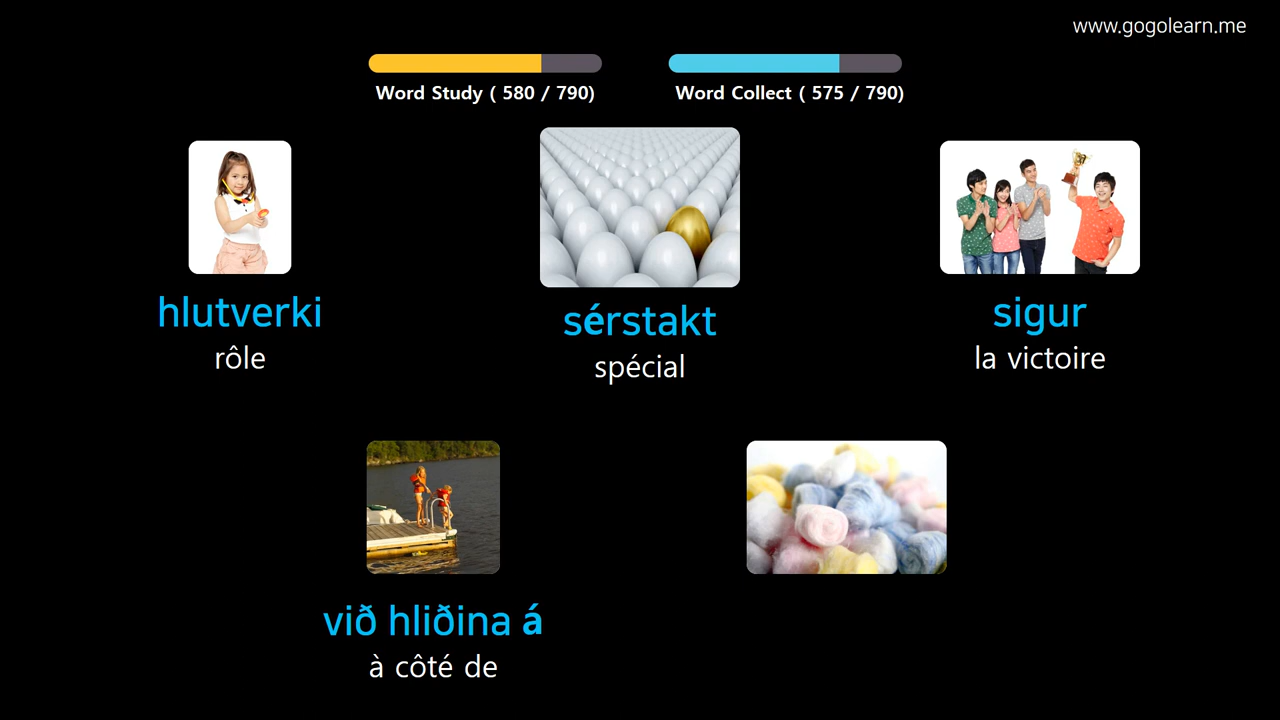 www.gogolearn.me
Word Study ( 580 / 790)
Word Collect ( 575 / 790)
hlutverki
rôle
sérstakt
spécial
sigur
la victoire
við hliðina á
à côté de